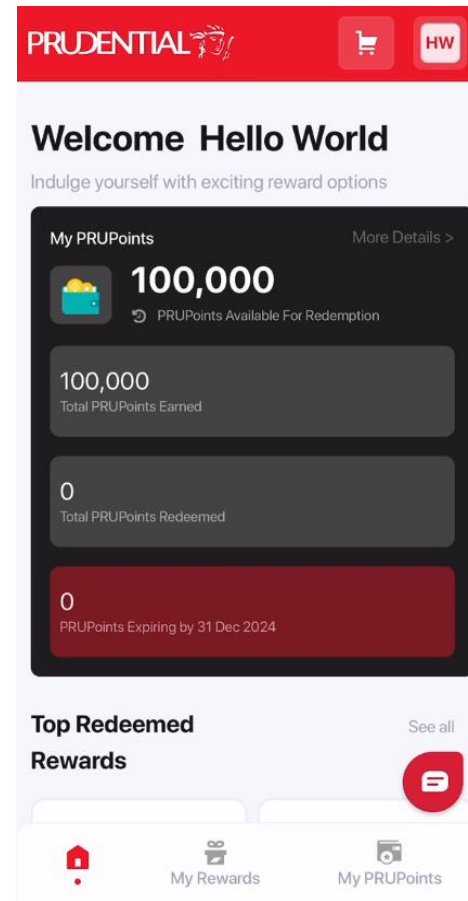 PRUDENTIAL
HW
Welcome Hello World
Indulge yourself with exciting reward options
My PRUPoints
More Details >
100,000
PRUPoints Available For Redemption
100,000
Total PRUPoints Earned
0
Total PRUPoints Redeemed
0
PRUPoints Expiring by 31 Dec 2024
Top Redeemed
Rewards
See all
My Rewards
My PRUPoints